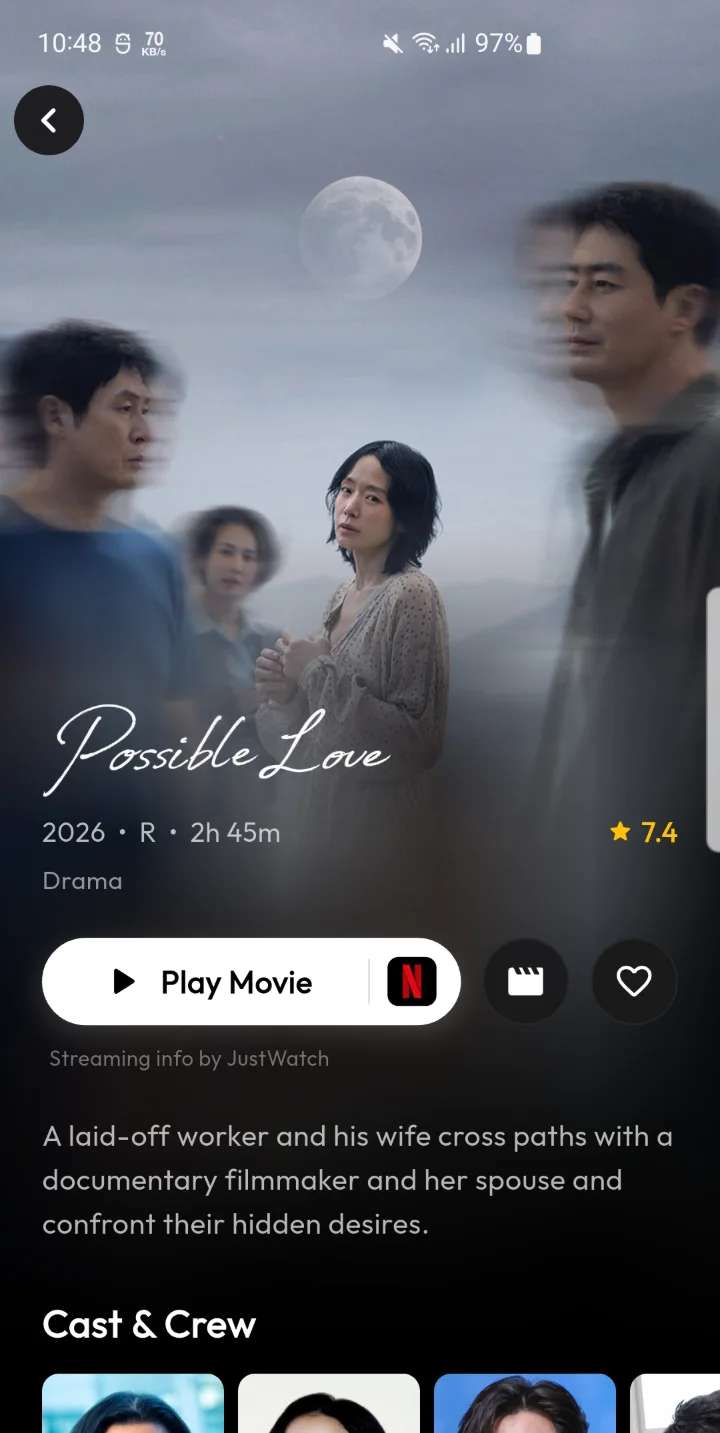 10:48 70 KB/s 97%
Possible Love
2026 • R • 2h 45m ★ 7.4
Drama
Play Movie N
Streaming info by JustWatch
A laid-off worker and his wife cross paths with a
documentary filmmaker and her spouse and
confront their hidden desires.
Cast & Crew